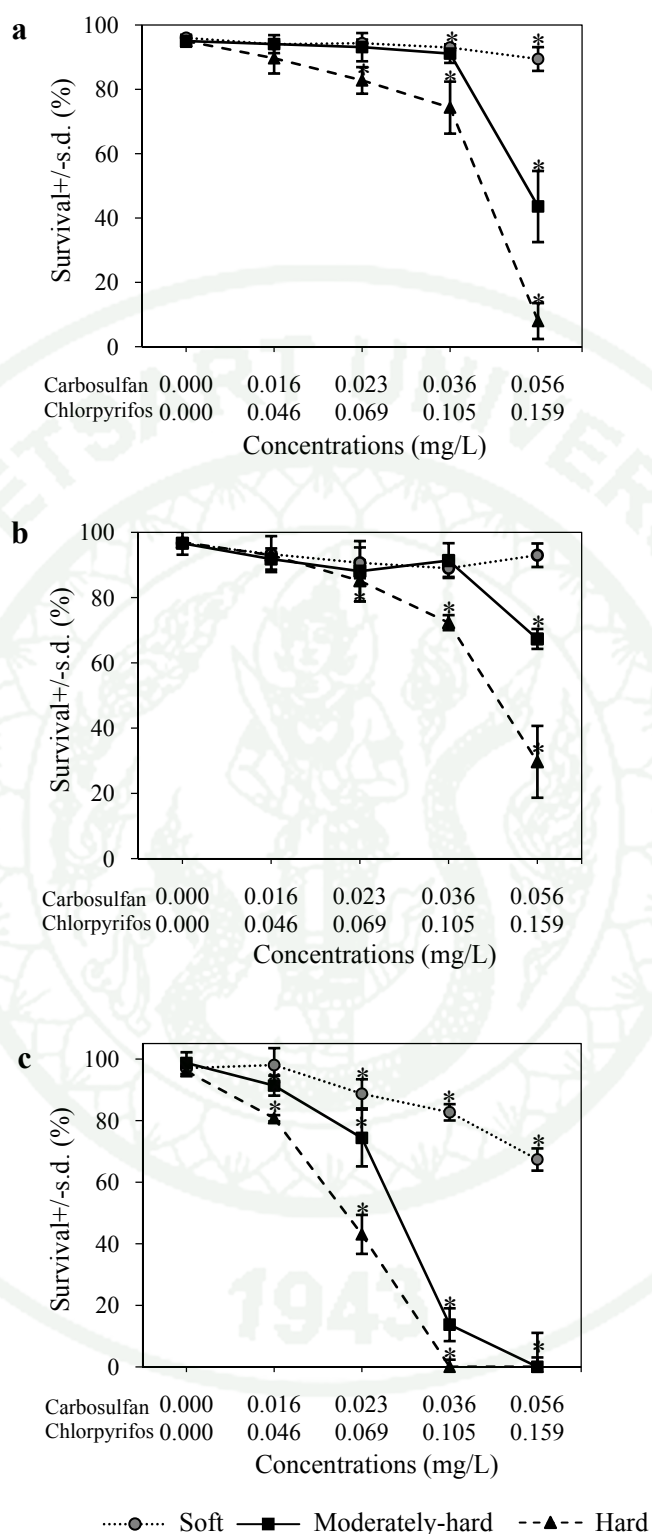 a
Survival+/-s.d. (%)
100
80
60
40
20
0
* * * * * * *
Carbosulfan 0.000 0.016 0.023 0.036 0.056
Chlorpyrifos 0.000 0.046 0.069 0.105 0.159
Concentrations (mg/L)
b
Survival+/-s.d. (%)
100
80
60
40
20
0
* * * *
Carbosulfan 0.000 0.016 0.023 0.036 0.056
Chlorpyrifos 0.000 0.046 0.069 0.105 0.159
Concentrations (mg/L)
c
Survival+/-s.d. (%)
100
80
60
40
20
0
* * * * * * * * *
Carbosulfan 0.000 0.016 0.023 0.036 0.056
Chlorpyrifos 0.000 0.046 0.069 0.105 0.159
Concentrations (mg/L)
Soft Moderately-hard Hard
ETSART UNIVER
1943